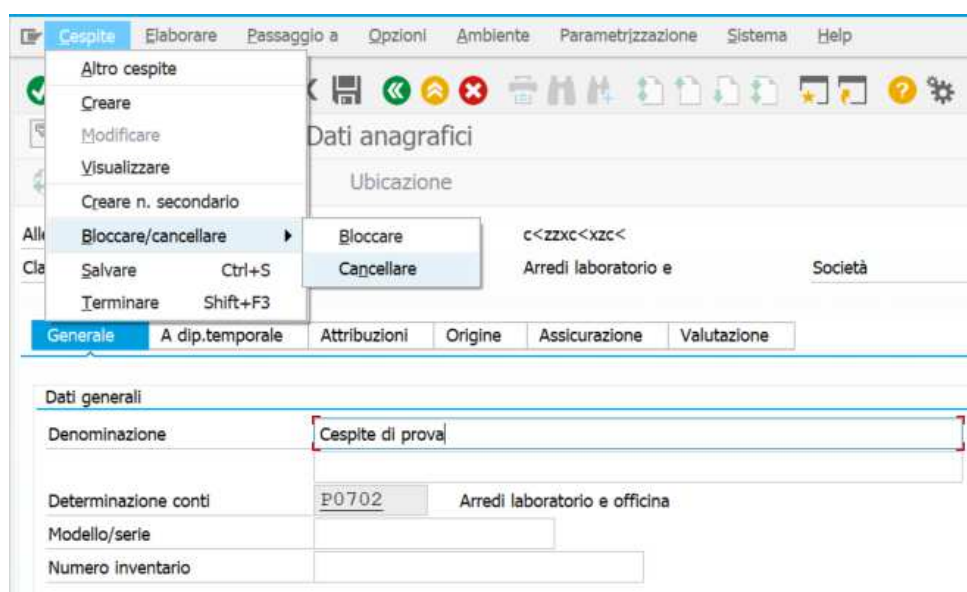 Cespite Elaborare Passaggio a Opzioni Ambiente Parametrizzazione Sistema Help
Altro cespite
Creare
Modificare
Dati anagrafici
Visualizzare
Ubicazione
Creare n. secondario
Alle
Bloccare/cancellare
Bloccare
c<zzxc<xzc<
Cla
Salvare Ctrl+S
Cancellare
Arredi laboratorio e
Società
Terminare Shift+F3
Generale A dip.temporale Attribuzioni Origine Assicurazione Valutazione
Dati generali
Denominazione Cespite di prova
Determinazione conti P0702 Arredi laboratorio e officina
Modello/serie
Numero inventario